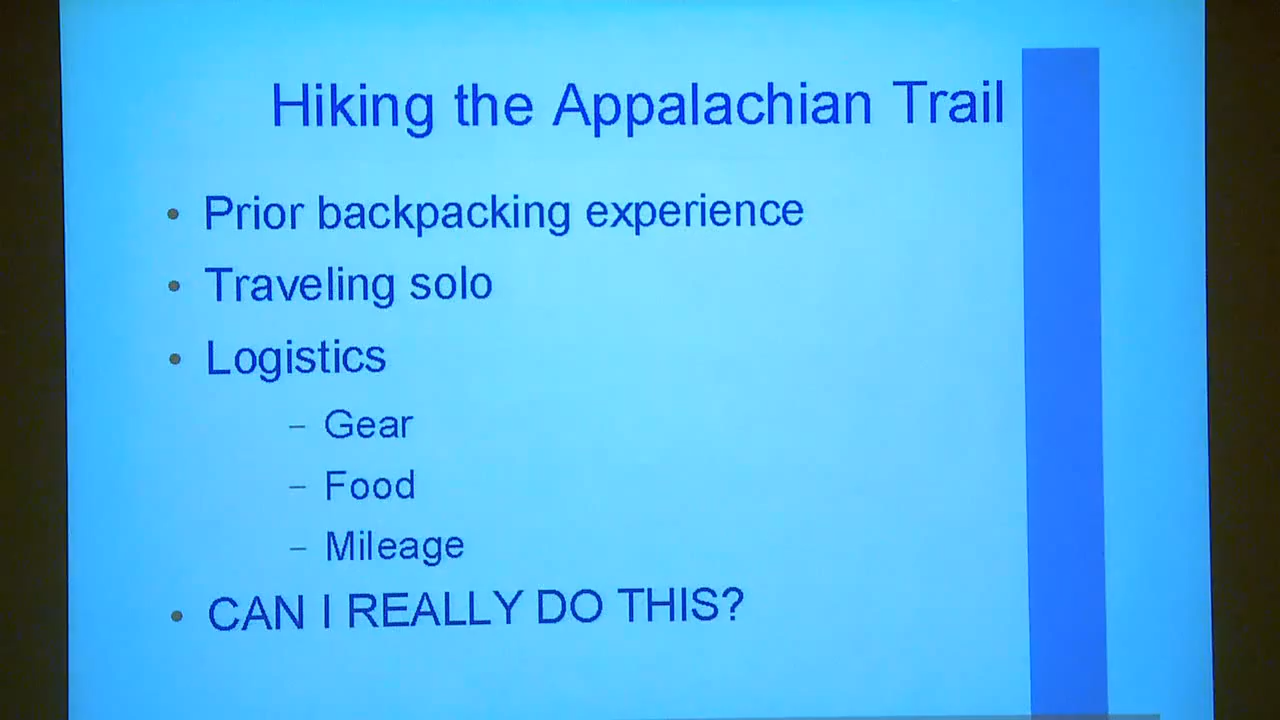 Hiking the Appalachian Trail
• Prior backpacking experience
• Traveling solo
• Logistics
– Gear
– Food
– Mileage
• CAN I REALLY DO THIS?